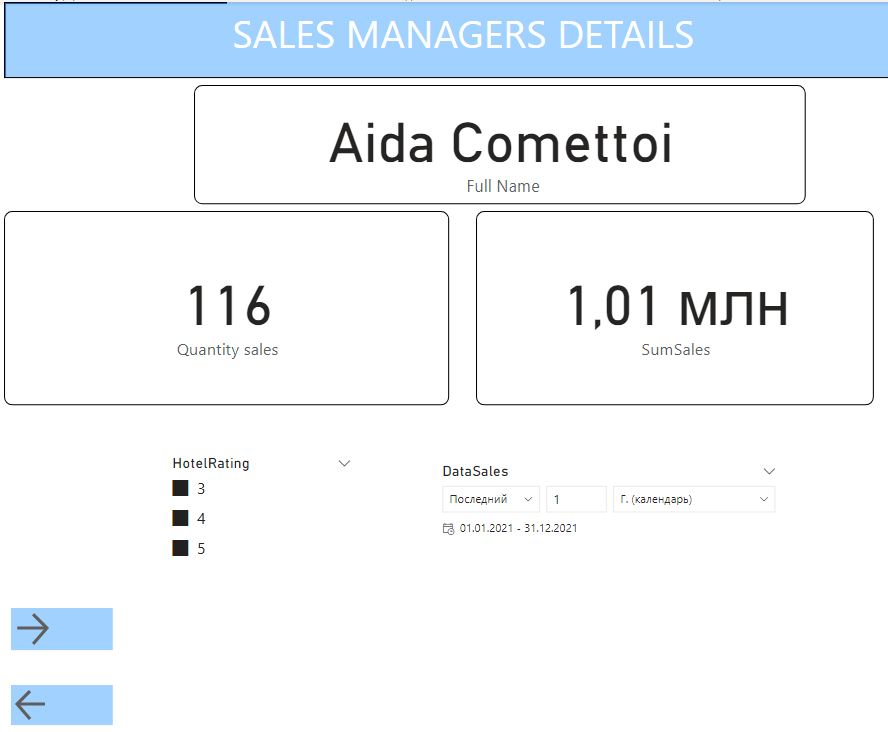 SALES MANAGERS DETAILS
Aida Comettoi
Full Name
116
Quantity sales
1,01 млн
SumSales
HotelRating
3
4
5
DataSales
Последний
1
Г. (календарь)
01.01.2021 - 31.12.2021